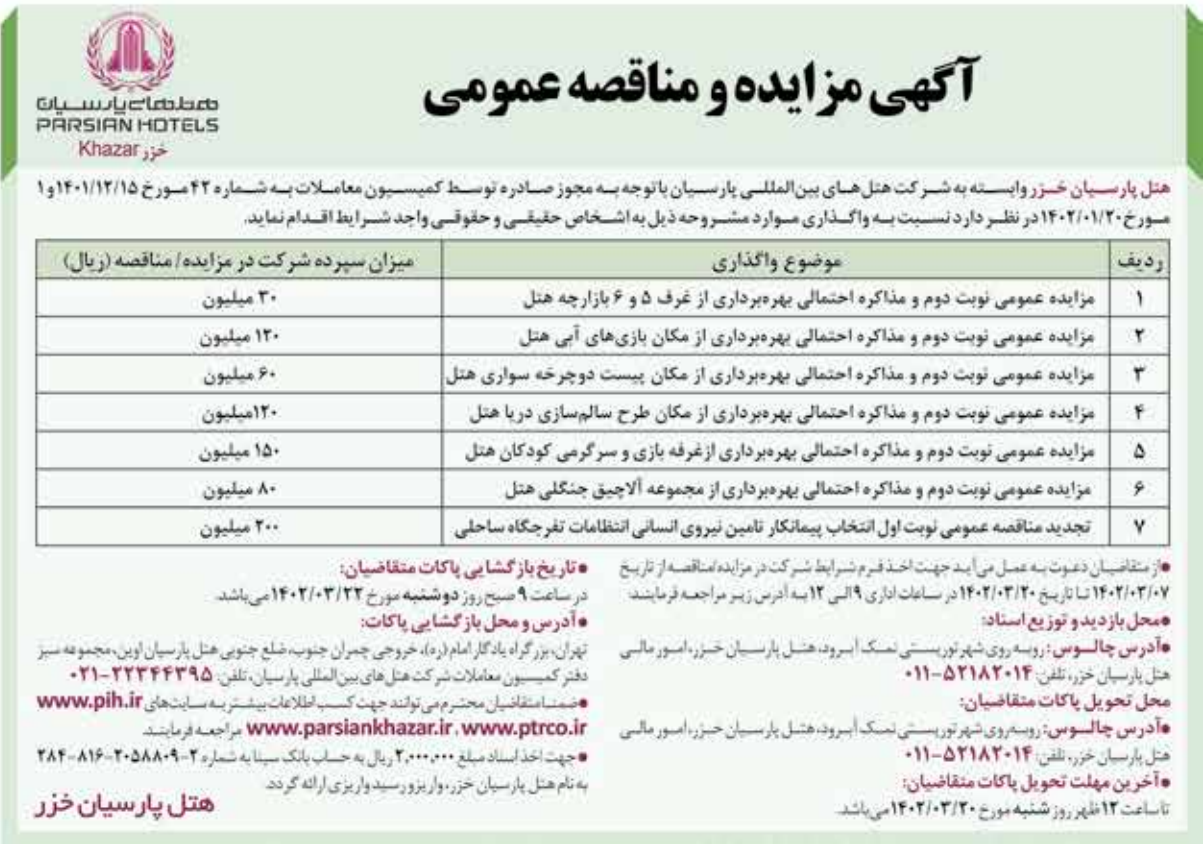 هتل‌های پارسیان
PARSIAN HOTELS
Khazar خزر
آگهی مزایده و مناقصه عمومی
هتل پارسیان خزر وابسته به شرکت هتل‌های بین‌المللی پارسیان باتوجه به مجوز صادره توسط کمیسیون معاملات به شماره ۴۲ مورخ ۱۴۰۱/۱۲/۱۵ و ۱
مورخ ۱۴۰۲/۰۱/۲۰ در نظر دارد نسبت به واگذاری موارد مشروحه ذیل به اشخاص حقیقی و حقوقی واجد شرایط اقدام نماید.
ردیف موضوع واگذاری میزان سپرده شرکت در مزایده/ مناقصه (ریال)
۱ مزایده عمومی نوبت دوم و مذاکره احتمالی بهره‌برداری از غرف ۵ و ۶ بازارچه هتل ۳۰ میلیون
۲ مزایده عمومی نوبت دوم و مذاکره احتمالی بهره‌برداری از مکان بازی‌های آبی هتل ۱۲۰ میلیون
۳ مزایده عمومی نوبت دوم و مذاکره احتمالی بهره‌برداری از مکان پیست دوچرخه سواری هتل ۶۰ میلیون
۴ مزایده عمومی نوبت دوم و مذاکره احتمالی بهره‌برداری از مکان طرح سالم‌سازی دریا هتل ۱۲۰میلیون
۵ مزایده عمومی نوبت دوم و مذاکره احتمالی بهره‌برداری ازغرفه بازی و سرگرمی کودکان هتل ۱۵۰ میلیون
۶ مزایده عمومی نوبت دوم و مذاکره احتمالی بهره‌برداری از مجموعه آلاچیق جنگلی هتل ۸۰ میلیون
۷ تجدید مناقصه عمومی نوبت اول انتخاب پیمانکار تامین نیروی انسانی انتظامات تفرجگاه ساحلی ۲۰۰ میلیون
●از متقاضیان دعوت به عمل می‌آید جهت اخذ فرم شرایط شرکت در مزایده/مناقصه از تاریخ
۱۴۰۲/۰۳/۰۷ تا تاریخ ۱۴۰۲/۰۳/۲۰ در ساعات اداری ۹ الی ۱۲ به آدرس زیر مراجعه فرمایند.
●محل بازدید و توزیع اسناد:
●آدرس چالوس: روبه روی شهر توریستی نمک آبرود، هتل پارسیان خزر، امور مالی
هتل پارسیان خزر، تلفن: ۵۲۱۸۲۰۱۴-۰۱۱
محل تحویل پاکات متقاضیان:
●آدرس چالوس: روبه‌روی شهر توریستی نمک آبرود، هتل پارسیان خزر، امور مالی
هتل پارسیان خزر، تلفن: ۵۲۱۸۲۰۱۴-۰۱۱
●آخرین مهلت تحویل پاکات متقاضیان:
تا ساعت ۱۲ ظهر روز شنبه مورخ ۱۴۰۲/۰۳/۲۰ می‌باشد.
●تاریخ بازگشایی پاکات متقاضیان:
در ساعت ۹ صبح روز دوشنبه مورخ ۱۴۰۲/۰۳/۲۲ می‌باشد.
●آدرس و محل بازگشایی پاکات:
تهران، بزرگراه یادگار امام (ره)، خروجی چمران جنوب، ضلع جنوبی هتل پارسیان اوین، مجموعه سبز
دفتر کمیسیون معاملات شرکت هتل های بین‌المللی پارسیان، تلفن: ۲۲۳۴۴۳۹۵-۰۲۱
●ضمنا متقاضیان محترم می توانند جهت کسب اطلاعات بیشتر به سایت‌های www.pih.ir
www.ptrco.ir، www.parsiankhazar.ir مراجعه فرمایند.
●جهت اخذ اسناد مبلغ ۲,۰۰۰,۰۰۰ ریال به حساب بانک سینا به شماره ۲-۲۰۵۸۸۰۹-۸۱۶-۲۸۴
به نام هتل پارسیان خزر، واریز و رسید واریزی ارائه گردد.
هتل پارسیان خزر